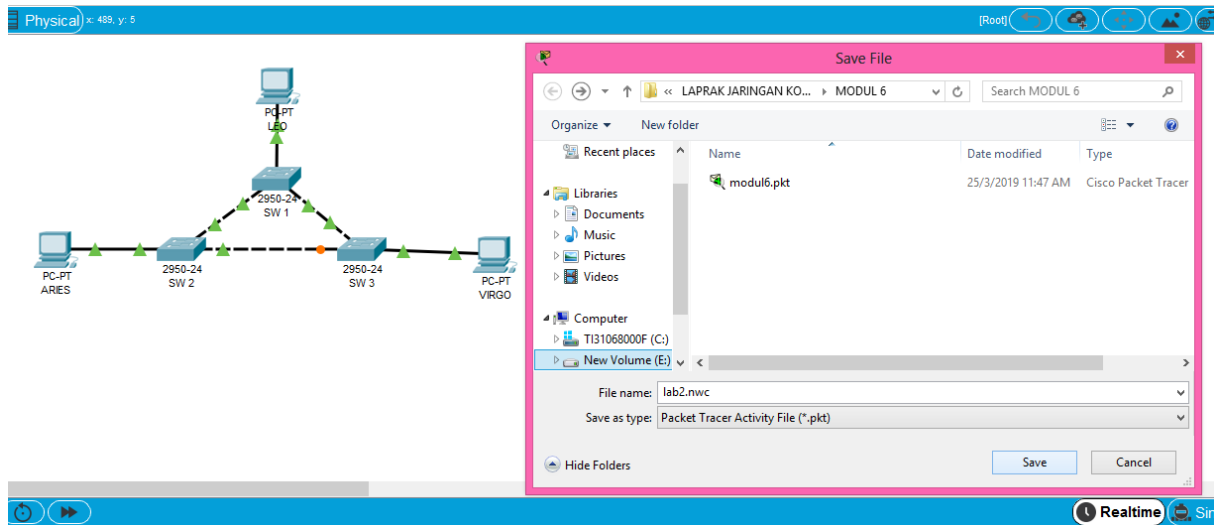 Physical x: 489, y: 5 [Root]
PC-PT
LEO
2950-24
SW 1
PC-PT
ARIES
2950-24
SW 2
2950-24
SW 3
PC-PT
VIRGO
Save File
« LAPRAK JARINGAN KO... MODUL 6 Search MODUL 6
Organize New folder
Recent places
Libraries
Documents
Music
Pictures
Videos
Computer
TI31068000F (C:)
New Volume (E:)
Name Date modified Type
modul6.pkt 25/3/2019 11:47 AM Cisco Packet Tracer
File name: lab2.nwc
Save as type: Packet Tracer Activity File (*.pkt)
Hide Folders Save Cancel
Realtime Sir